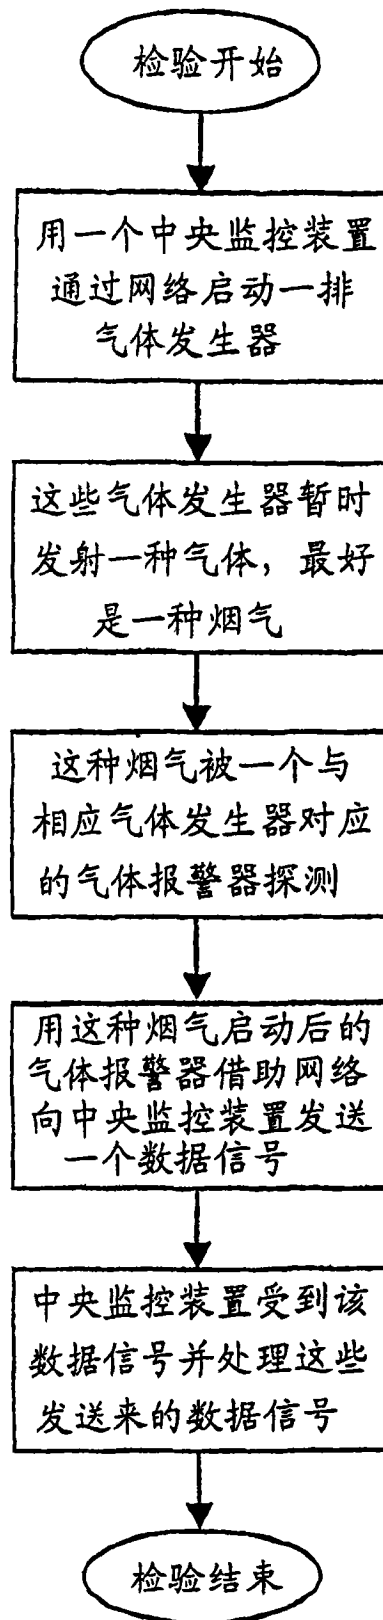 检验开始
用一个中央监控装置
通过网络启动一排
气体发生器
这些气体发生器暂时
发射一种气体，最好
是一种烟气
这种烟气被一个与
相应气体发生器对应
的气体报警器探测
用这种烟气启动后的
气体报警器借助网络
向中央监控装置发送
一个数据信号
中央监控装置受到该
数据信号并处理这些
发送来的数据信号
检验结束